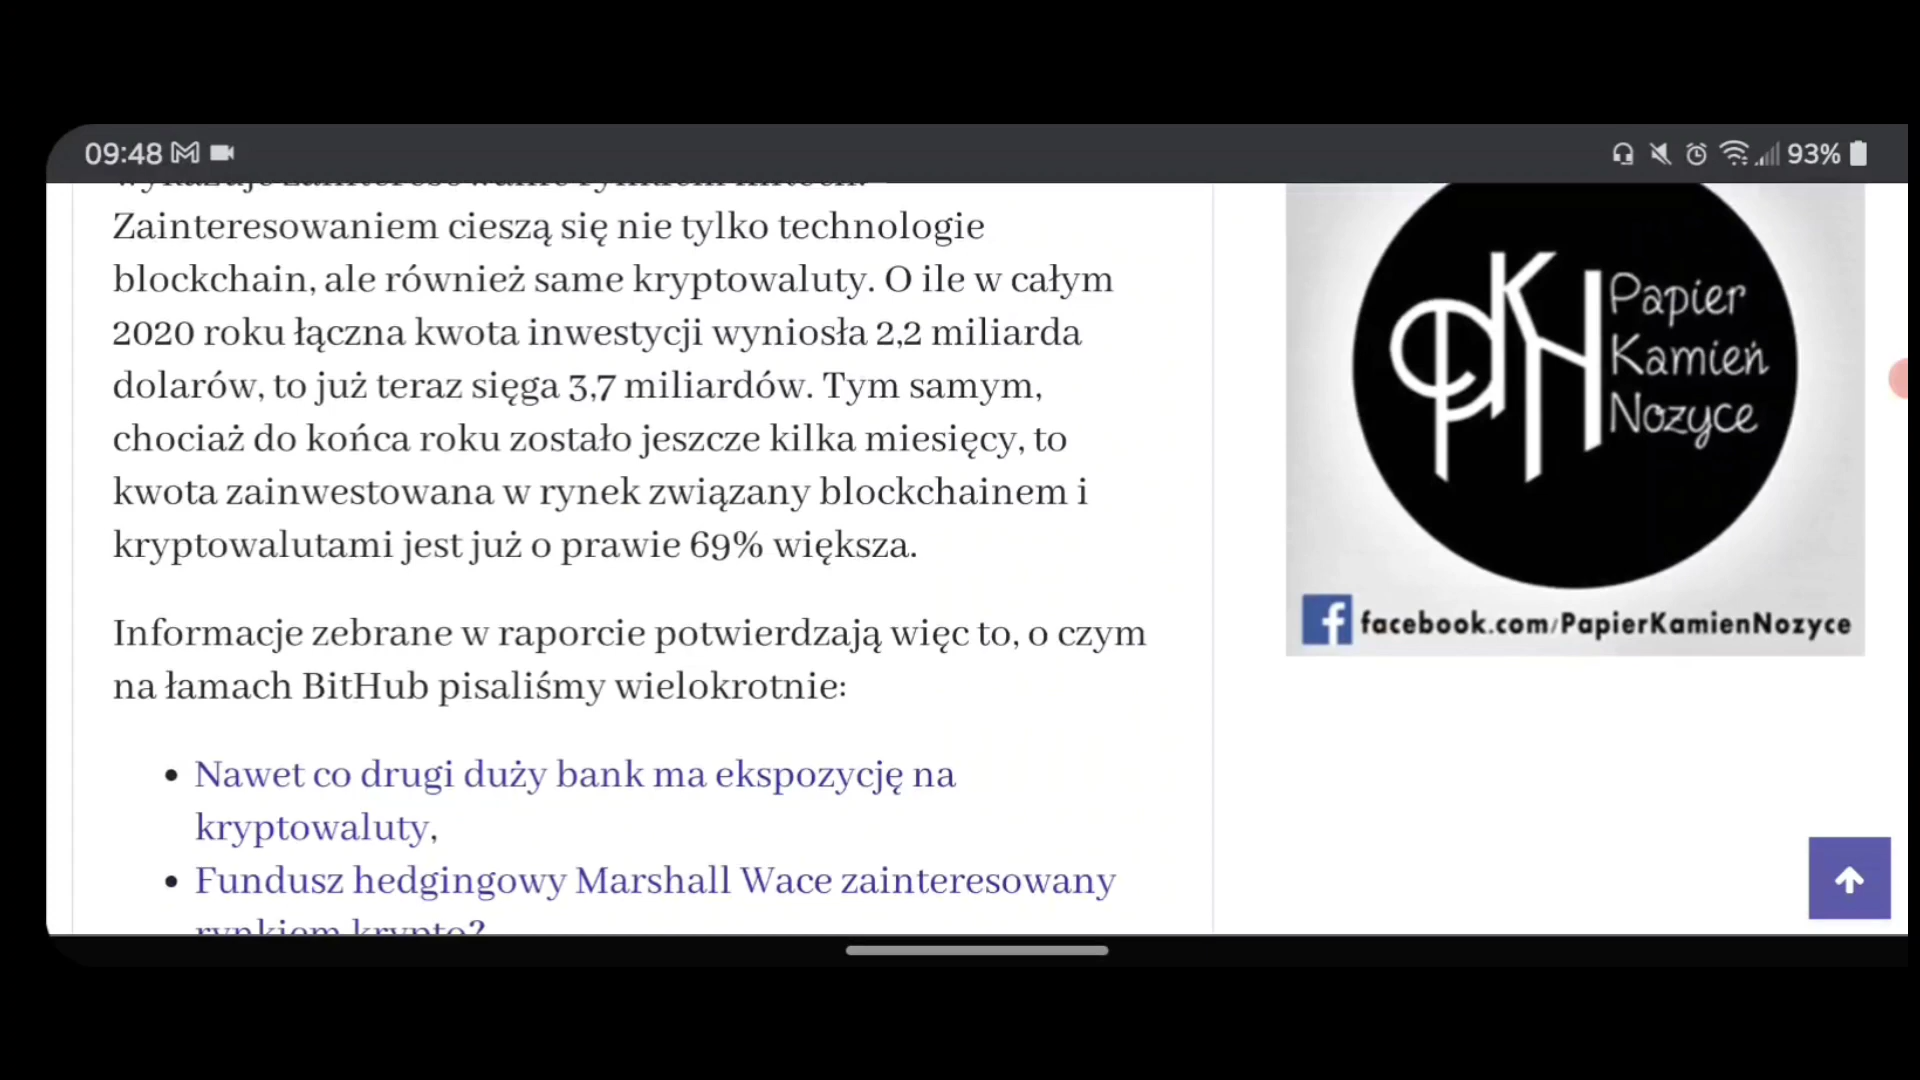 09:48
93%
Zainteresowaniem cieszą się nie tylko technologie
blockchain, ale również same kryptowaluty. O ile w całym
2020 roku łączna kwota inwestycji wyniosła 2,2 miliarda
dolarów, to już teraz sięga 3,7 miliardów. Tym samym,
chociaż do końca roku zostało jeszcze kilka miesięcy, to
kwota zainwestowana w rynek związany blockchainem i
kryptowalutami jest już o prawie 69% większa.
Informacje zebrane w raporcie potwierdzają więc to, o czym
na łamach BitHub pisaliśmy wielokrotnie:
• Nawet co drugi duży bank ma ekspozycję na
kryptowaluty,
• Fundusz hedgingowy Marshall Wace zainteresowany
rynkiem krypto?
PKN
Papier
Kamień
Nozyce
facebook.com/PapierKamienNozyce